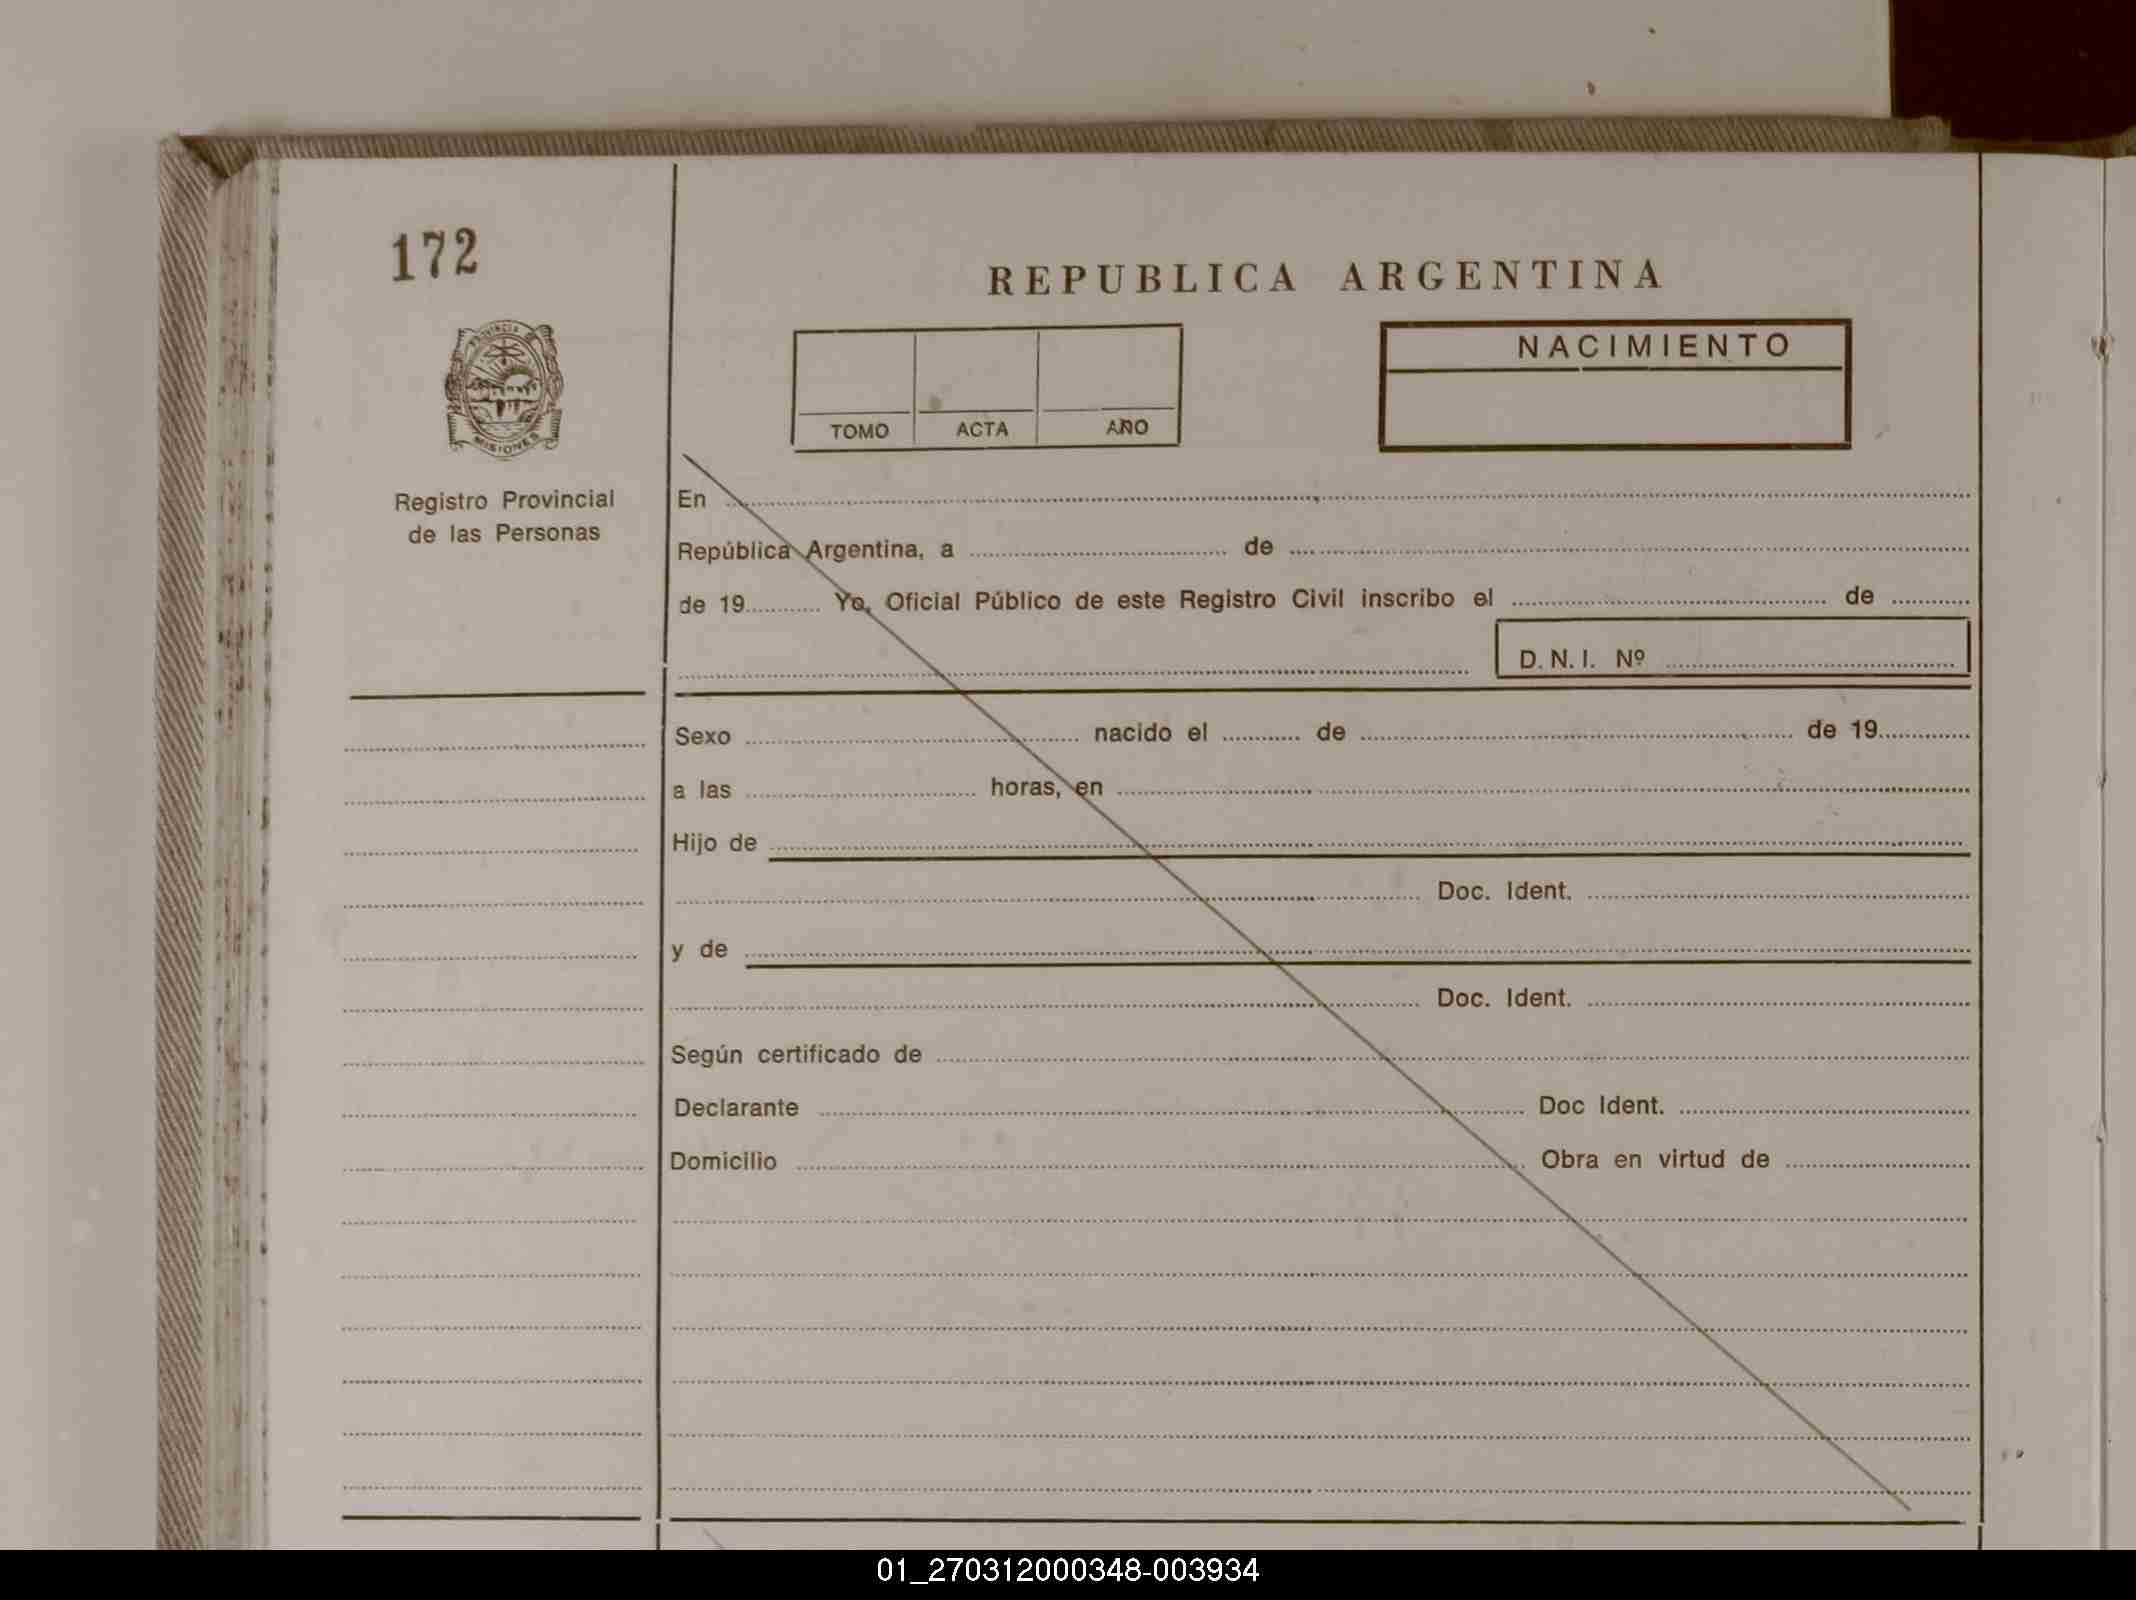 172
REPUBLICA ARGENTINA
PROVINCIA DE
MISIONES
TOMO ACTA AÑO
NACIMIENTO
Registro Provincial
de las Personas
En
República Argentina, a de
de 19 Yo, Oficial Público de este Registro Civil inscribo el de
D. N. I. Nº
Sexo nacido el de de 19
a las horas, en
Hijo de
Doc. Ident.
y de
Doc. Ident.
Según certificado de
Declarante Doc Ident.
Domicilio Obra en virtud de
01_270312000348-003934